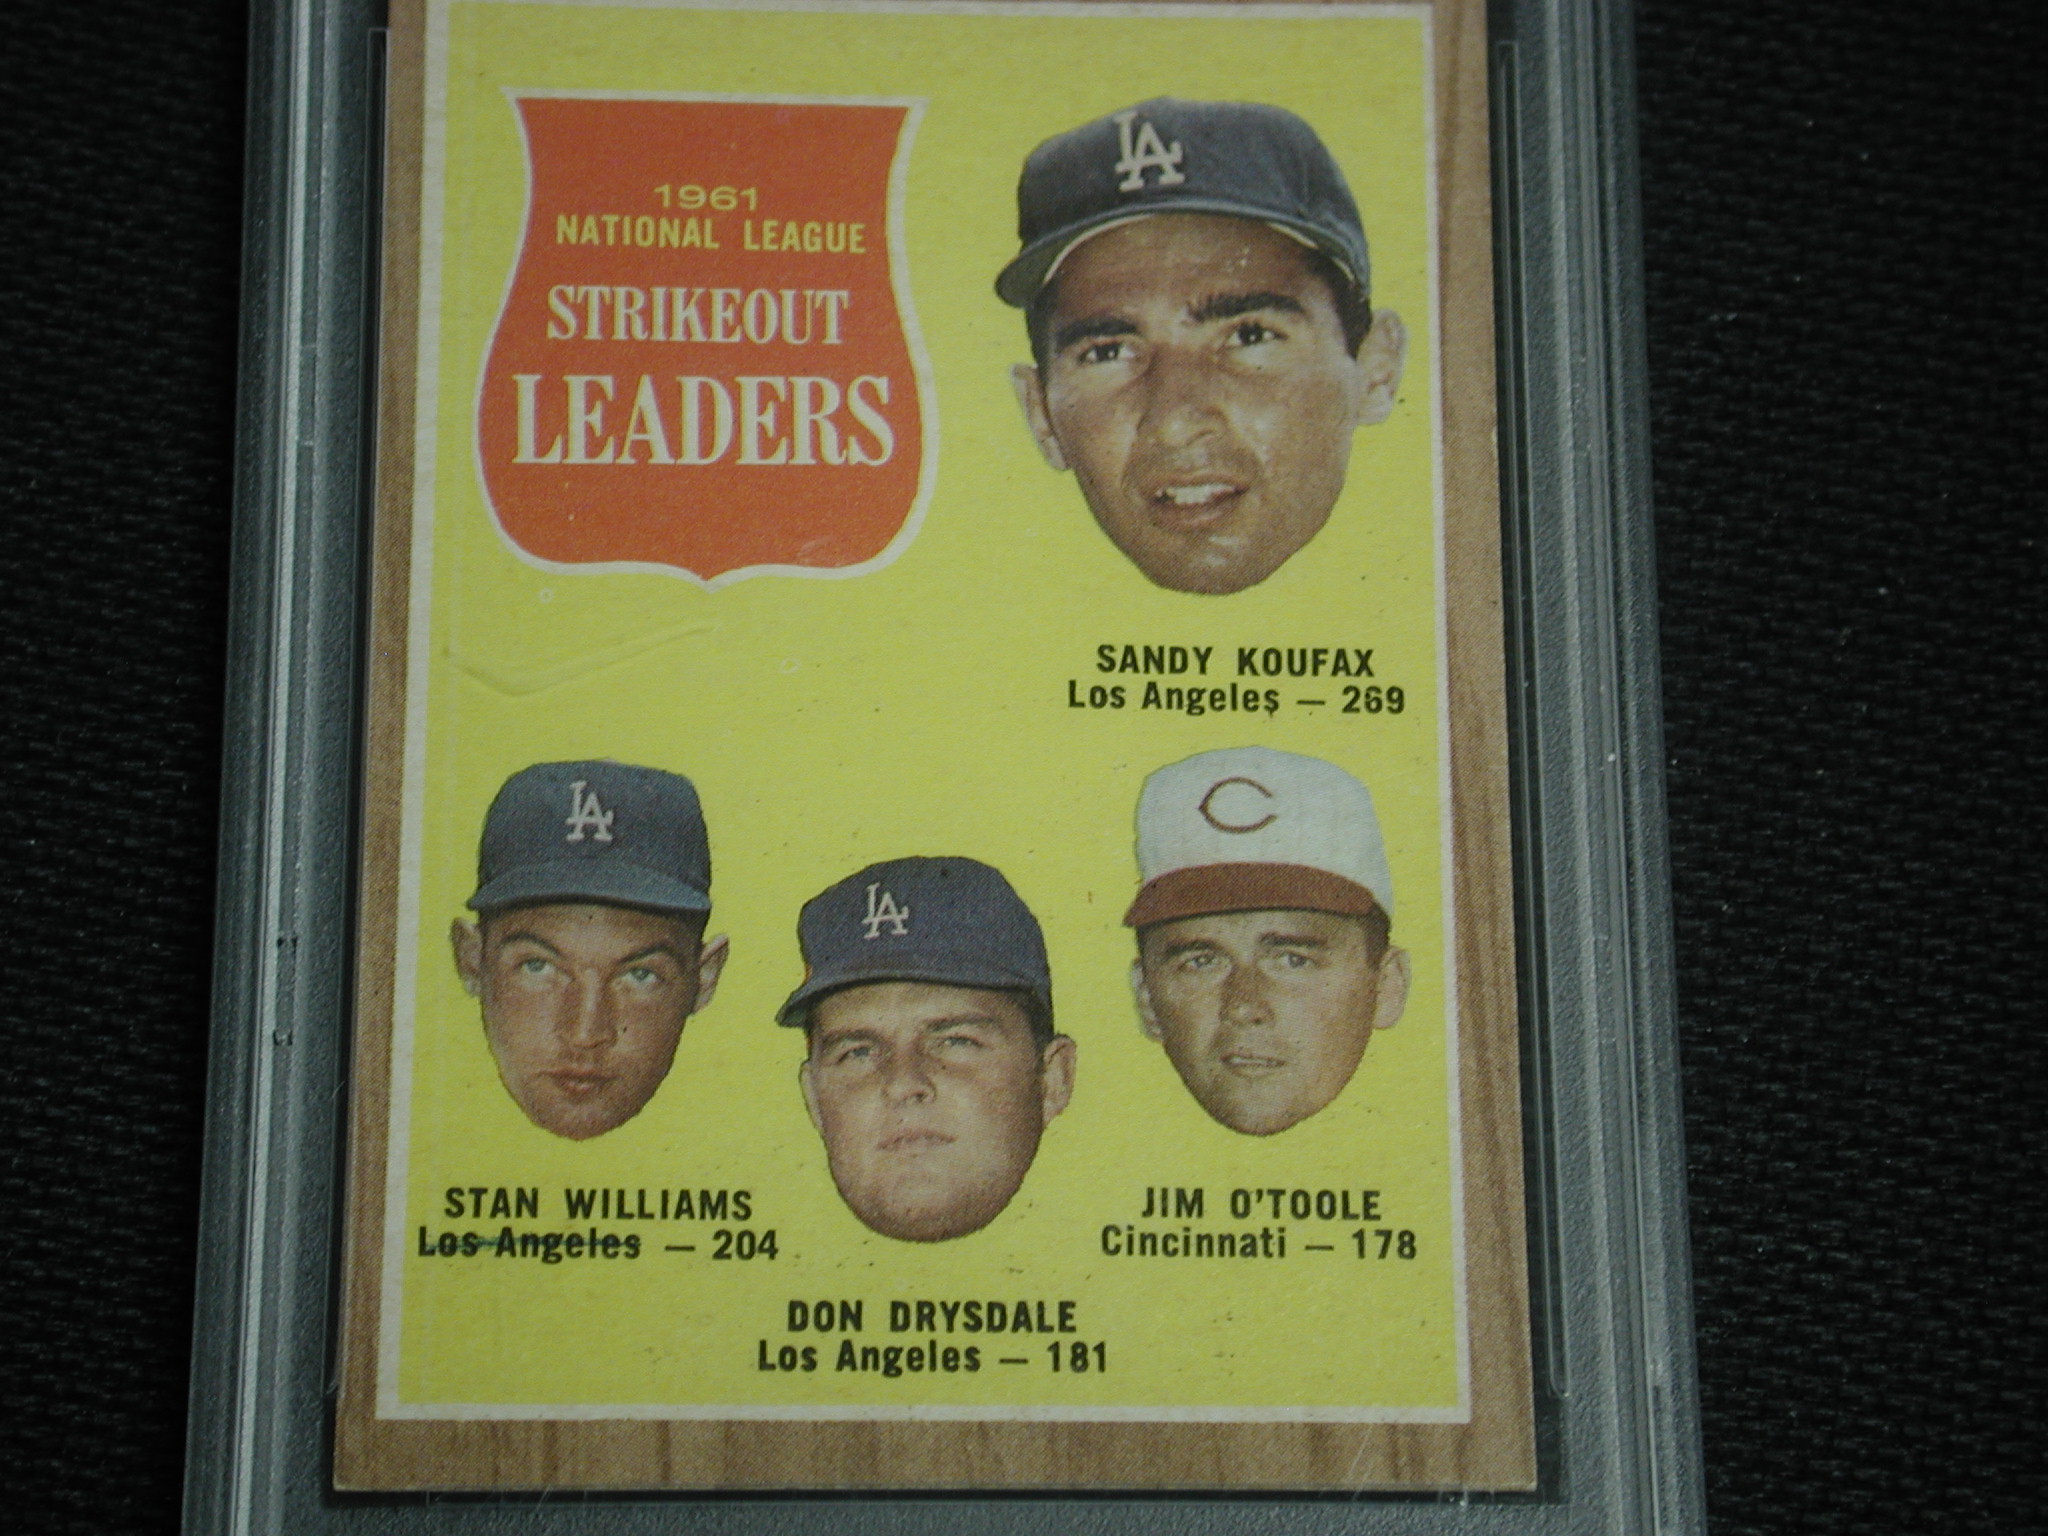 1961
NATIONAL LEAGUE
STRIKEOUT
LEADERS
LA
SANDY KOUFAX
Los Angeles — 269
LA
LA
C
STAN WILLIAMS
Los Angeles — 204
JIM O'TOOLE
Cincinnati — 178
DON DRYSDALE
Los Angeles — 181